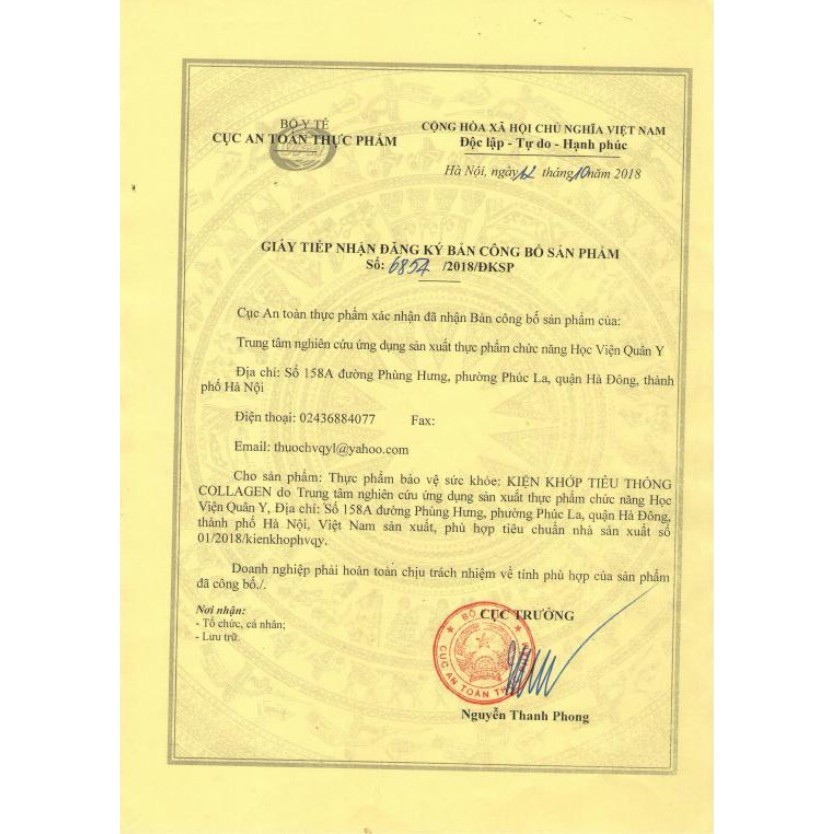 BỘ Y TẾ
CỤC AN TOÀN THỰC PHẨM
CỘNG HÒA XÃ HỘI CHỦ NGHĨA VIỆT NAM
Độc lập - Tự do - Hạnh phúc
Hà Nội, ngày 12 tháng 10 năm 2018
GIẤY TIẾP NHẬN ĐĂNG KÝ BẢN CÔNG BỐ SẢN PHẨM
Số: 6854 /2018/ĐKSP
Cục An toàn thực phẩm xác nhận đã nhận Bản công bố sản phẩm của:
Trung tâm nghiên cứu ứng dụng sản xuất thực phẩm chức năng Học Viện Quân Y
Địa chỉ: Số 158A đường Phùng Hưng, phường Phúc La, quận Hà Đông, thành
phố Hà Nội
Điện thoại: 02436884077 Fax:
Email: thuochvqyl@yahoo.com
Cho sản phẩm: Thực phẩm bảo vệ sức khỏe: KIỆN KHỚP TIÊU THỐNG
COLLAGEN do Trung tâm nghiên cứu ứng dụng sản xuất thực phẩm chức năng Học
Viện Quân Y, Địa chỉ: Số 158A đường Phùng Hưng, phường Phúc La, quận Hà Đông,
thành phố Hà Nội, Việt Nam sản xuất, phù hợp tiêu chuẩn nhà sản xuất số
01/2018/kienkhophvqy.
Doanh nghiệp phải hoàn toàn chịu trách nhiệm về tính phù hợp của sản phẩm
đã công bố./.
Nơi nhận:
- Tổ chức, cá nhân;
- Lưu trữ.
CỤC TRƯỞNG
BỘ
CỤC AN TOÀN
Nguyễn Thanh Phong